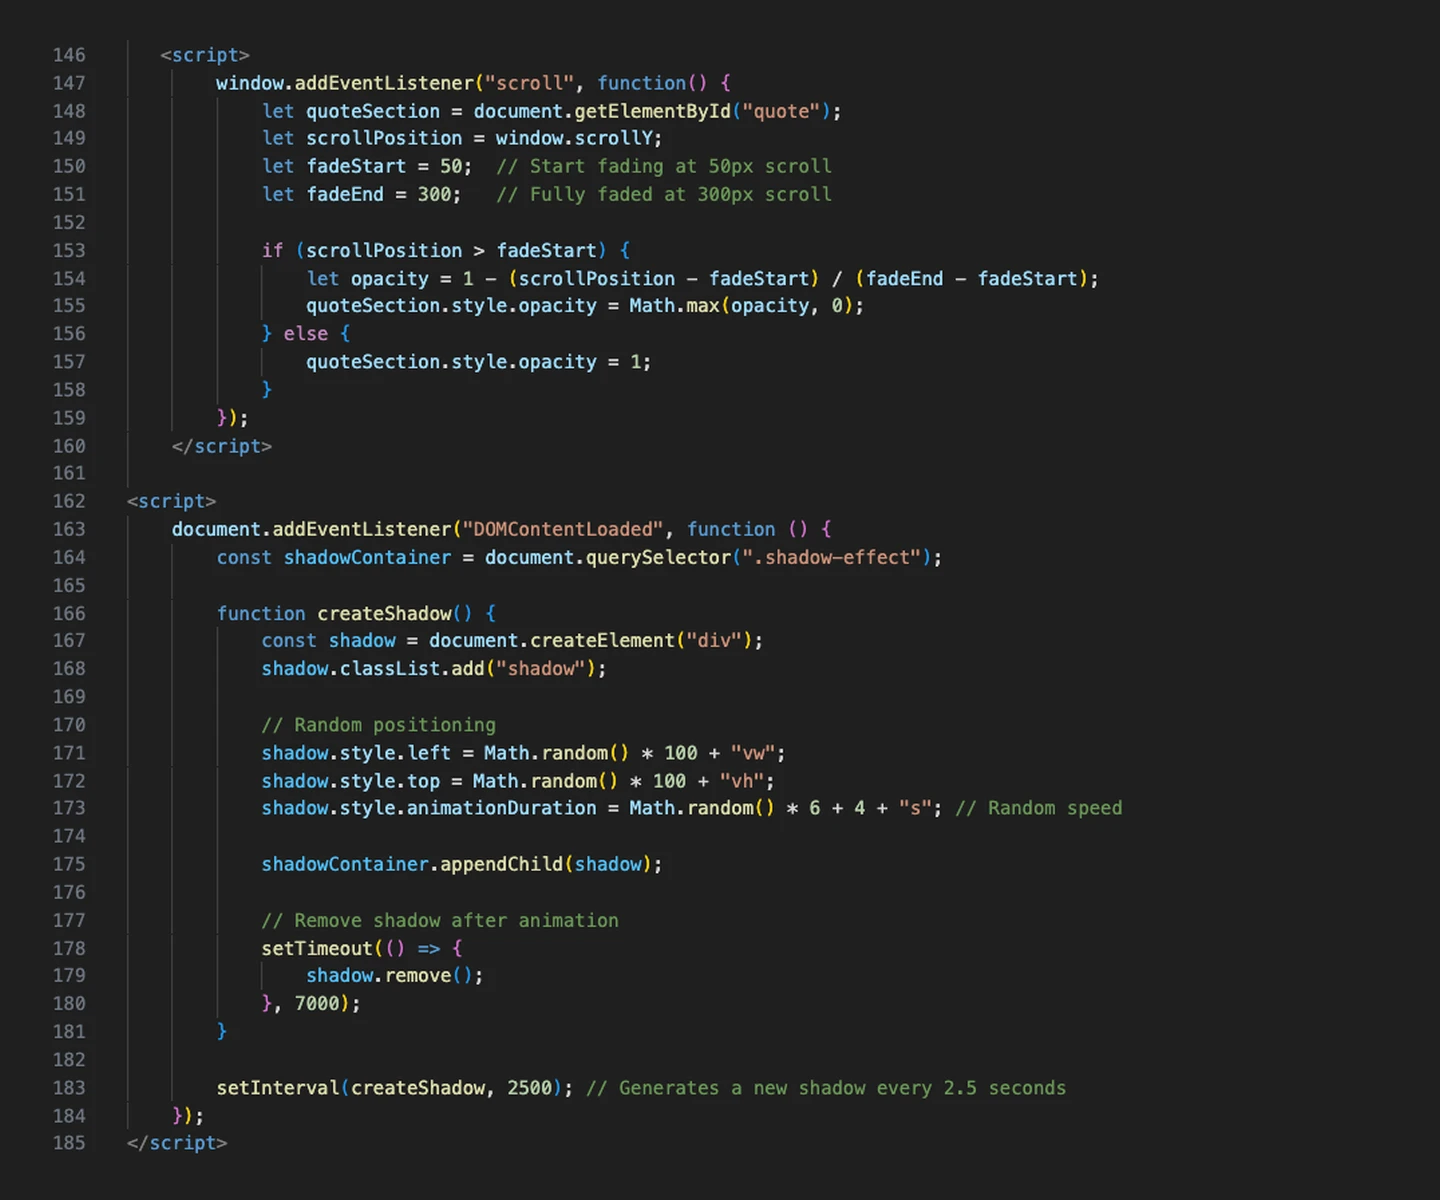 146 <script>
147 window.addEventListener("scroll", function() {
148 let quoteSection = document.getElementById("quote");
149 let scrollPosition = window.scrollY;
150 let fadeStart = 50; // Start fading at 50px scroll
151 let fadeEnd = 300; // Fully faded at 300px scroll
152
153 if (scrollPosition > fadeStart) {
154 let opacity = 1 - (scrollPosition - fadeStart) / (fadeEnd - fadeStart);
155 quoteSection.style.opacity = Math.max(opacity, 0);
156 } else {
157 quoteSection.style.opacity = 1;
158 }
159 });
160 </script>
161
162 <script>
163 document.addEventListener("DOMContentLoaded", function () {
164 const shadowContainer = document.querySelector(".shadow-effect");
165
166 function createShadow() {
167 const shadow = document.createElement("div");
168 shadow.classList.add("shadow");
169
170 // Random positioning
171 shadow.style.left = Math.random() * 100 + "vw";
172 shadow.style.top = Math.random() * 100 + "vh";
173 shadow.style.animationDuration = Math.random() * 6 + 4 + "s"; // Random speed
174
175 shadowContainer.appendChild(shadow);
176
177 // Remove shadow after animation
178 setTimeout(() => {
179 shadow.remove();
180 }, 7000);
181 }
182
183 setInterval(createShadow, 2500); // Generates a new shadow every 2.5 seconds
184 });
185 </script>